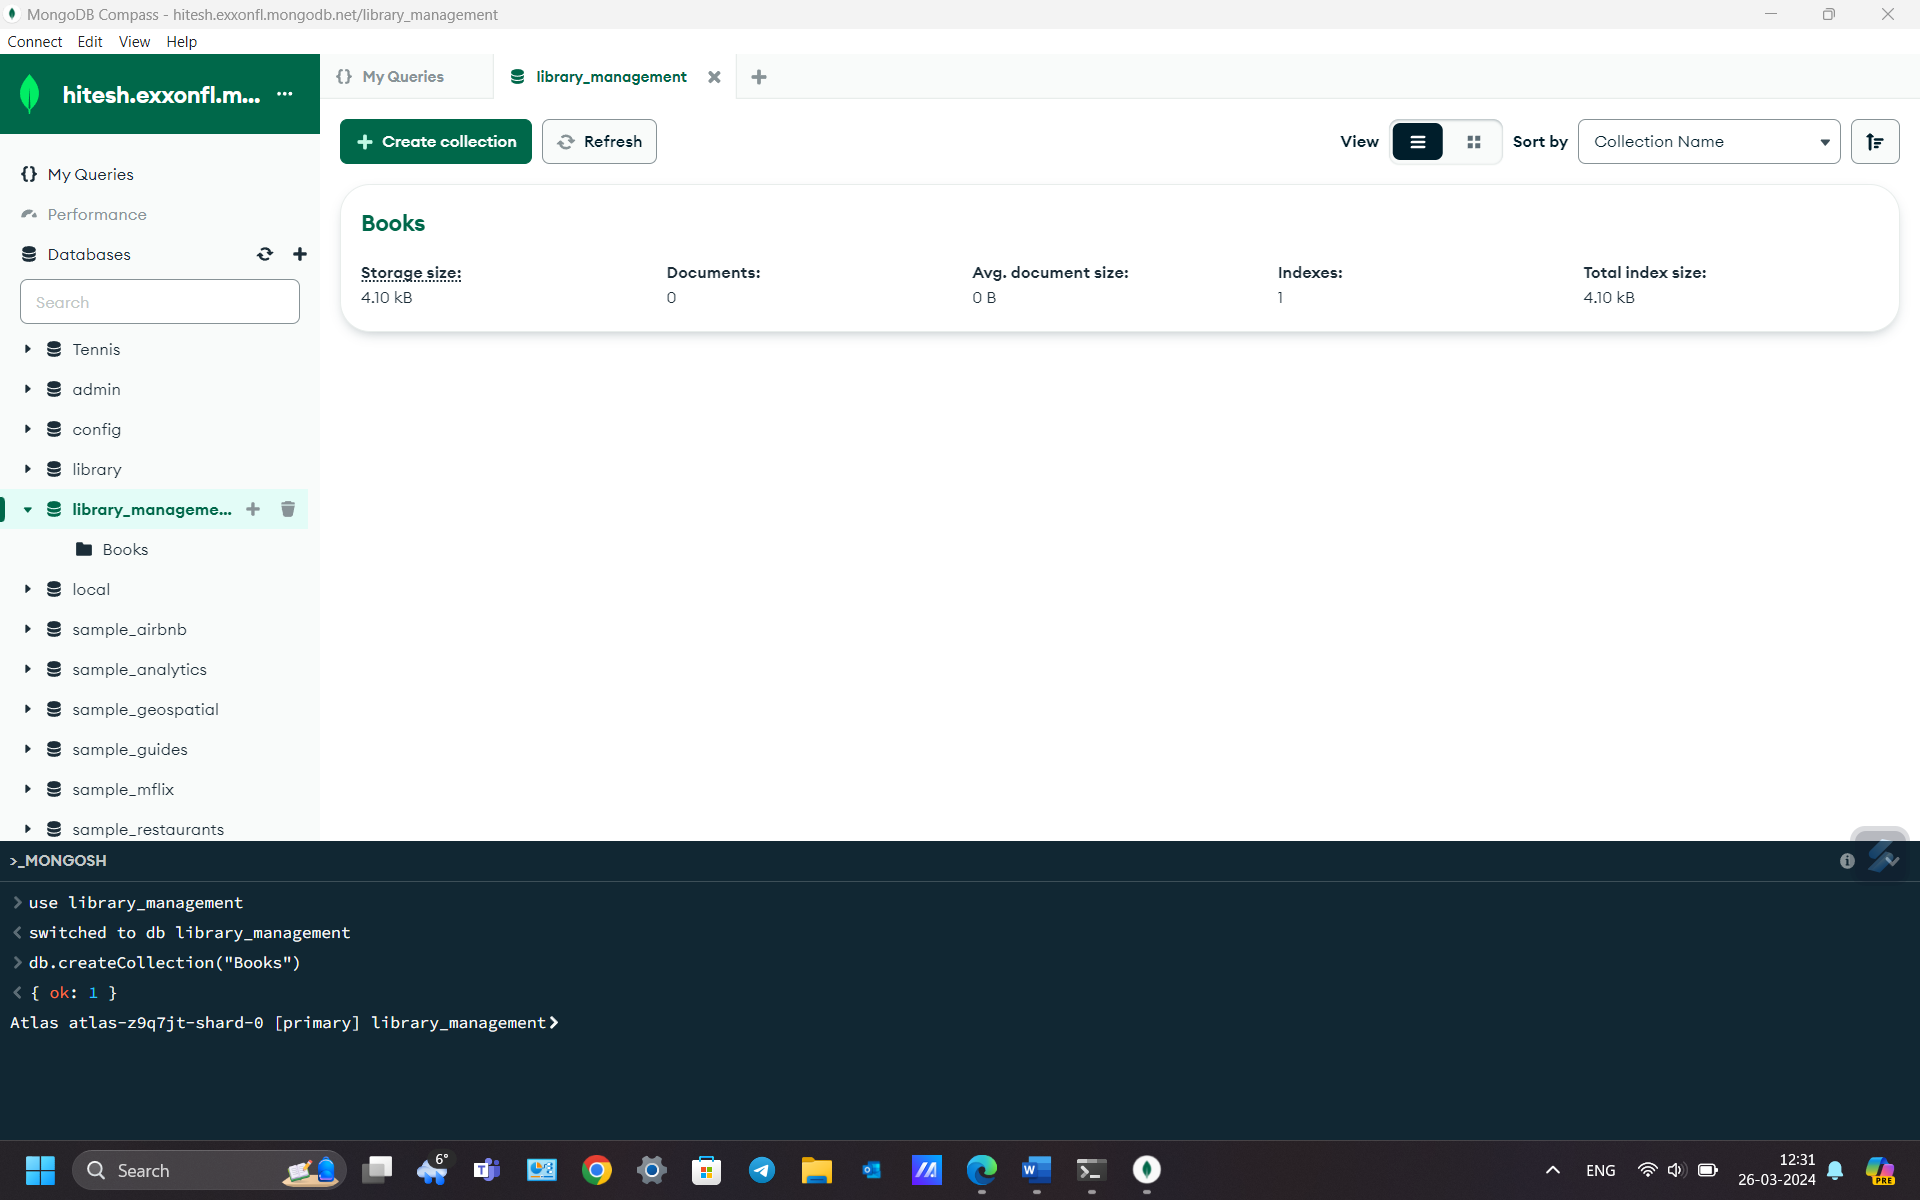 MongoDB Compass - hitesh.exxonfl.mongodb.net/library_management
Connect Edit View Help
hitesh.exxonfl.m... ...
My Queries
library_management
Create collection
Refresh
View
Sort by
Collection Name
My Queries
Performance
Databases
Search
Tennis
admin
config
library
library_manageme...
Books
local
sample_airbnb
sample_analytics
sample_geospatial
sample_guides
sample_mflix
sample_restaurants
Books
Storage size: Documents: Avg. document size: Indexes: Total index size:
4.10 kB 0 0 B 1 4.10 kB
>_MONGOSH
> use library_management
< switched to db library_management
> db.createCollection("Books")
< { ok: 1 }
Atlas atlas-z9q7jt-shard-0 [primary] library_management>
Search
6°
ENG
12:31
26-03-2024
PRE